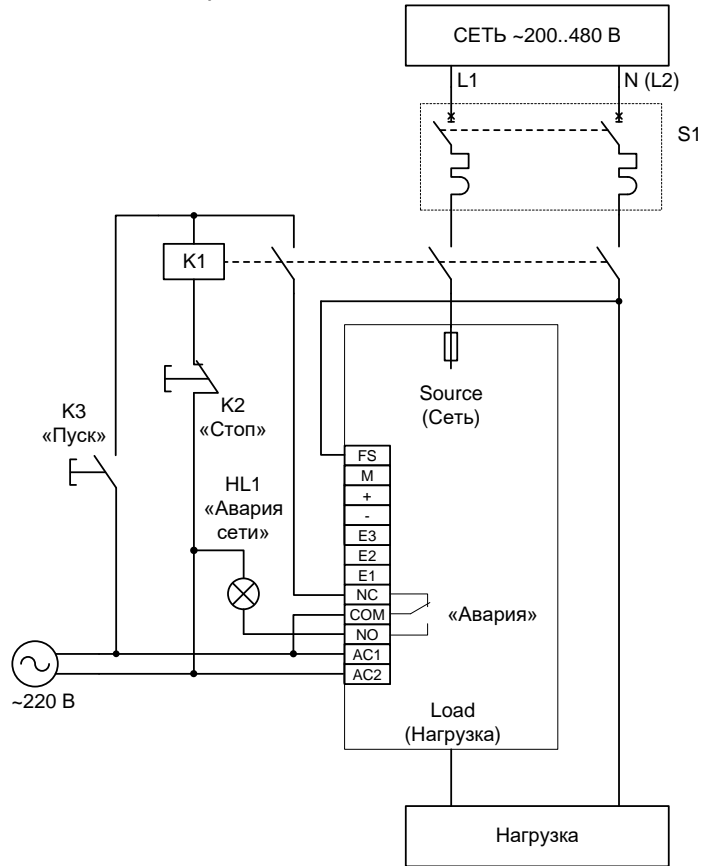 СЕТЬ ~200..480 В
L1
N (L2)
S1
K1
K2
«Стоп»
K3
«Пуск»
HL1
«Авария
сети»
Source
(Сеть)
FS
M
+
-
E3
E2
E1
NC
COM
NO
AC1
AC2
«Авария»
~220 В
Load
(Нагрузка)
Нагрузка